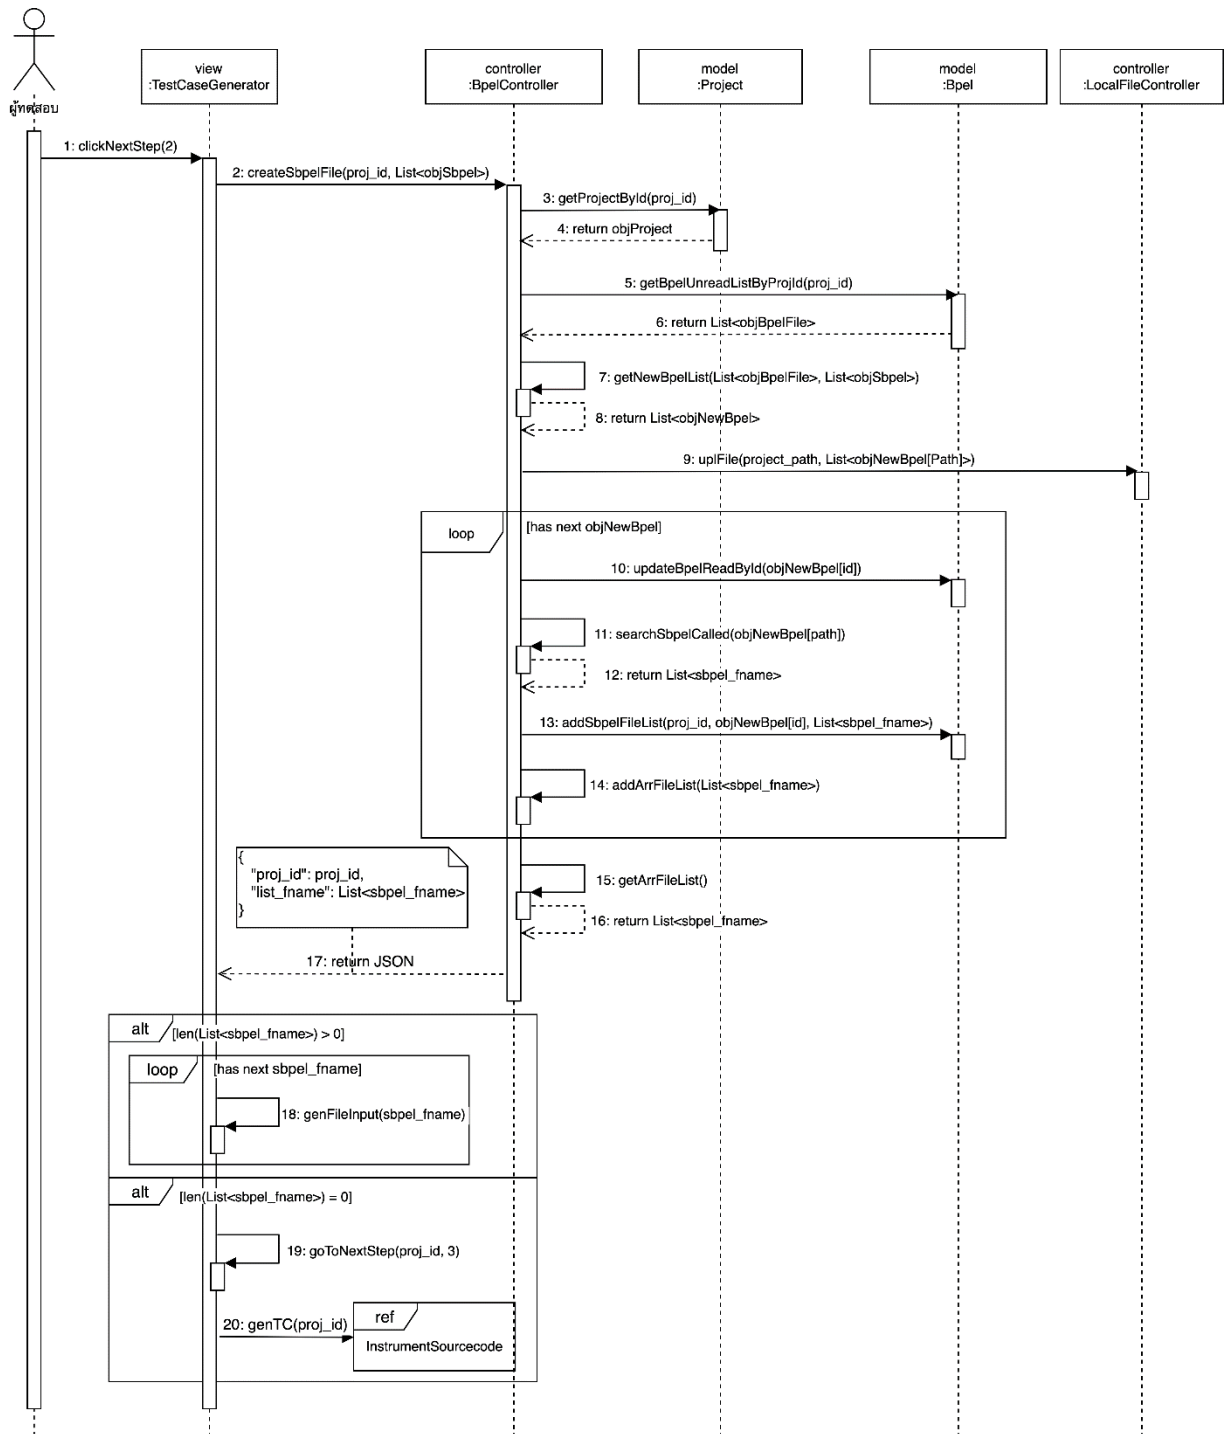 ผู้ทดสอบ
view
:TestCaseGenerator
controller
:BpelController
model
:Project
model
:Bpel
controller
:LocalFileController
1: clickNextStep(2)
2: createSbpelFile(proj_id, List<objSbpel>)
3: getProjectById(proj_id)
4: return objProject
5: getBpelUnreadListByProjId(proj_id)
6: return List<objBpelFile>
7: getNewBpelList(List<objBpelFile>, List<objSbpel>)
8: return List<objNewBpel>
9: uplFile(project_path, List<objNewBpel[Path]>)
loop
[has next objNewBpel]
10: updateBpelReadById(objNewBpel[id])
11: searchSbpelCalled(objNewBpel[path])
12: return List<sbpel_fname>
13: addSbpelFileList(proj_id, objNewBpel[id], List<sbpel_fname>)
14: addArrFileList(List<sbpel_fname>)
{
"proj_id": proj_id,
"list_fname": List<sbpel_fname>
}
15: getArrFileList()
16: return List<sbpel_fname>
17: return JSON
alt
[len(List<sbpel_fname>) > 0]
loop
[has next sbpel_fname]
18: genFileInput(sbpel_fname)
alt
[len(List<sbpel_fname>) = 0]
19: goToNextStep(proj_id, 3)
20: genTC(proj_id)
ref
InstrumentSourcecode